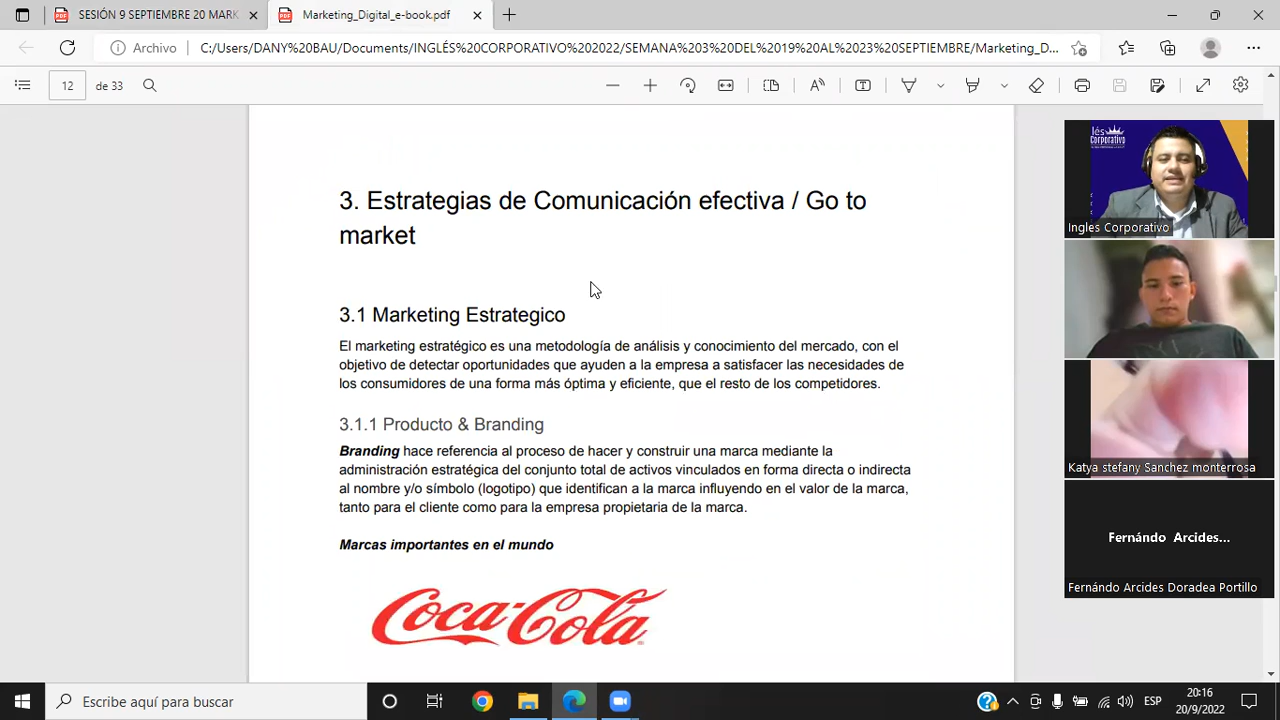 SESIÓN 9 SEPTIEMBRE 20 MARK
Marketing_Digital_e-book.pdf
Archivo
C:/Users/DANY%20BAU/Documents/INGLÉS%20CORPORATIVO%202022/SEMANA%203%20DEL%2019%20AL%2023%20SEPTIEMBRE/Marketing_D...
12
de 33
3. Estrategias de Comunicación efectiva / Go to
market
3.1 Marketing Estrategico
El marketing estratégico es una metodología de análisis y conocimiento del mercado, con el
objetivo de detectar oportunidades que ayuden a la empresa a satisfacer las necesidades de
los consumidores de una forma más óptima y eficiente, que el resto de los competidores.
3.1.1 Producto & Branding
Branding hace referencia al proceso de hacer y construir una marca mediante la
administración estratégica del conjunto total de activos vinculados en forma directa o indirecta
al nombre y/o símbolo (logotipo) que identifican a la marca influyendo en el valor de la marca,
tanto para el cliente como para la empresa propietaria de la marca.
Marcas importantes en el mundo
Coca-Cola
lés
Corporativo
Ingles Corporativo
Katya stefany Sanchez monterrosa
Fernándo Arcides...
Fernándo Arcides Doradea Portillo
Escribe aquí para buscar
ESP
20:16
20/9/2022